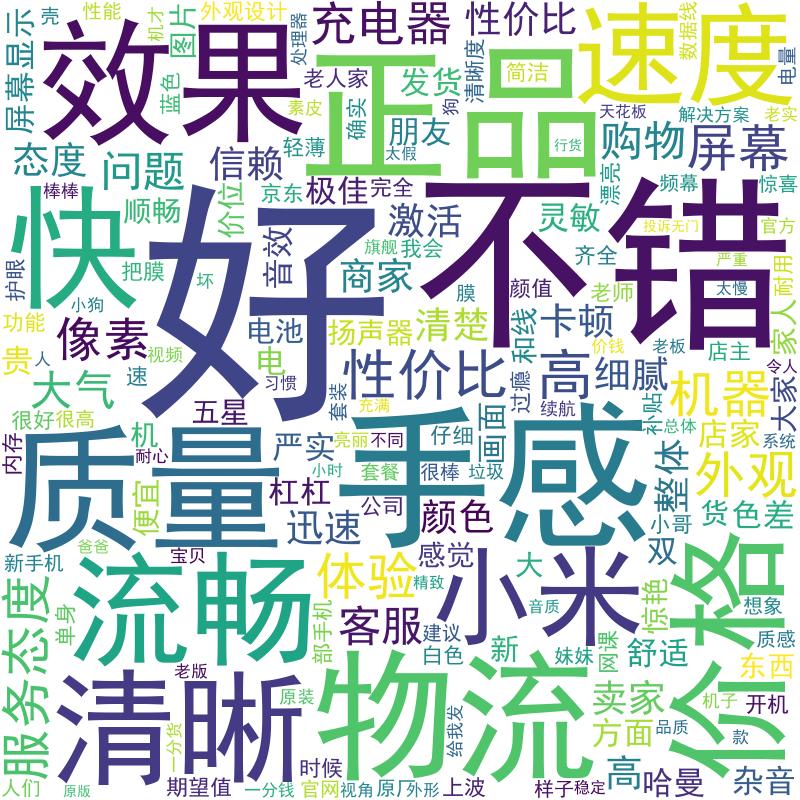 壳
性能
机才
图片
外观设计
处理器
充电器
性价比
清晰度
速度
数据线
电量
屏幕显示
效果
蓝色
老人家
素皮
正品
发货
狗
简洁
天花板
解决方案
老实
确实
轻薄
太假
朋友
行货
购物
屏幕
漂亮
频幕
惊喜
态度
问题
信赖
棒棒
顺畅
价位
京东
极佳
完全
激活
灵敏
不错
投诉无门
官方
快
好
音效
旗舰
我会
齐全
严重
耐用
护眼
把膜
坏
商家
膜
颜值
老师
太慢
家人
小狗
功能
像素
电池
扬声器
清楚
和线
卡顿
价钱
老板
店主
贵
人
视频
电
速
习惯
套装
性价比
过瘾
高
细腻
续航
补贴
机器
大家
令人
大气
充满
很好
很高
五星
内存
机
耐心
严实
亮丽
不同
仔细
画面
总体
店家
系统
质量
手感
小时
套餐
很棒
垃圾
整体
外观
便宜
杠杠
公司
颜色
小哥
货
色差
迅速
双
新手机
爸爸
宝贝
感觉
大
流畅
体验
精致
小米
音质
惊艳
价格
想象
服务态度
单身
部手机
客服
建议
白色
新
妹妹
网课
舒适
质感
东西
老版
清晰
原装
物流
卖家
机子
开机
一分货
给我发
方面
品质
款
人们
原版
期望值
一分钱
时候
官网
视角
原厂
外形
上波
样子
稳定
高
哈曼
杂音